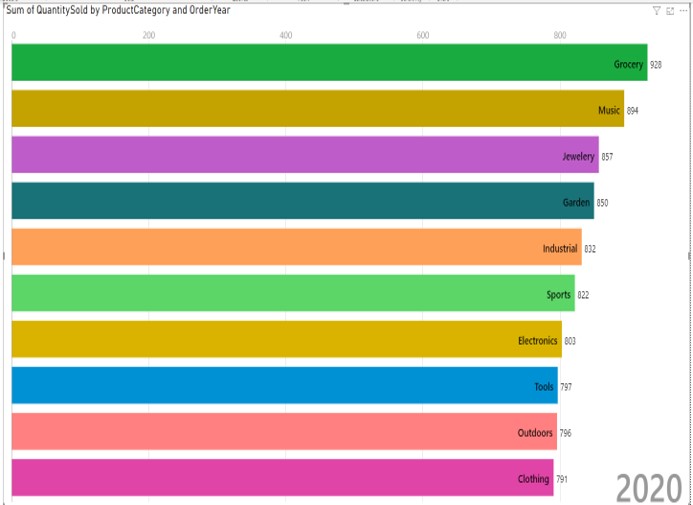 Sum of QuantitySold by ProductCategory and OrderYear
0 200 400 600 800
Grocery 928
Music 894
Jewelery 857
Garden 850
Industrial 832
Sports 822
Electronics 803
Tools 797
Outdoors 796
Clothing 791
2020